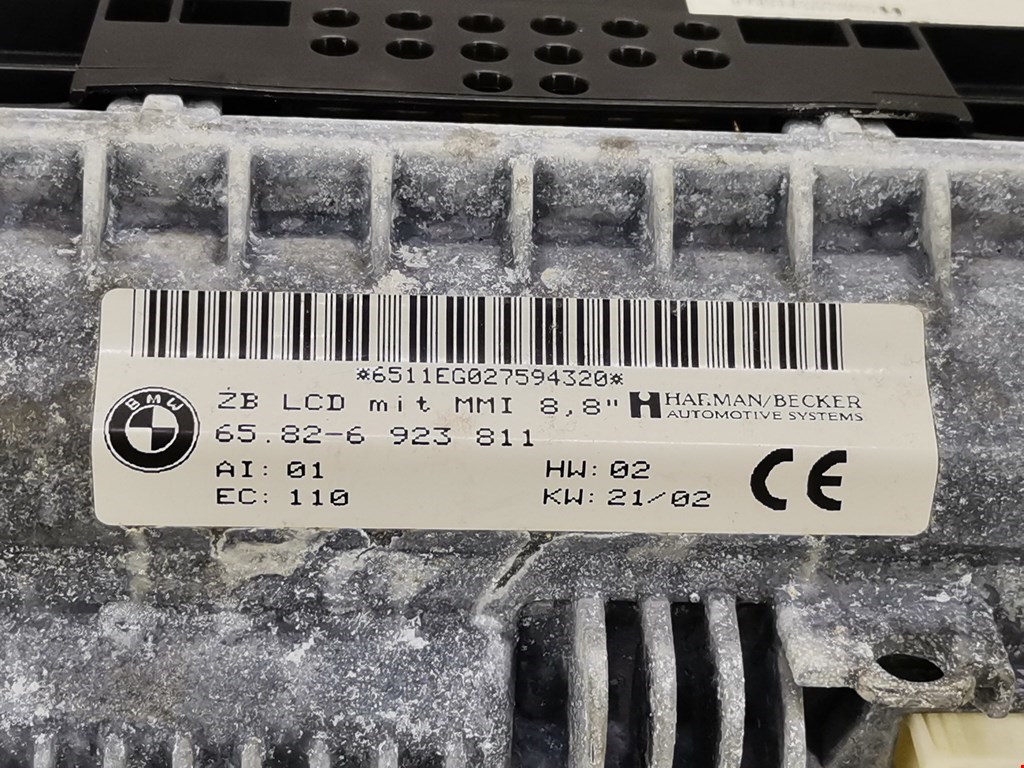 *6511EG027594320*
BMW
ZB LCD mit MMI 8,8"
HARMAN/BECKER
AUTOMOTIVE SYSTEMS
65.82-6 923 811
AI: 01
HW: 02
EC: 110
KW: 21/02
CE